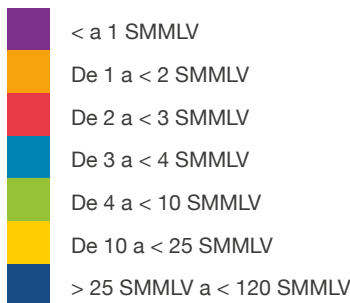 < a 1 SMMLV
De 1 a < 2 SMMLV
De 2 a < 3 SMMLV
De 3 a < 4 SMMLV
De 4 a < 10 SMMLV
De 10 a < 25 SMMLV
> 25 SMMLV a < 120 SMMLV